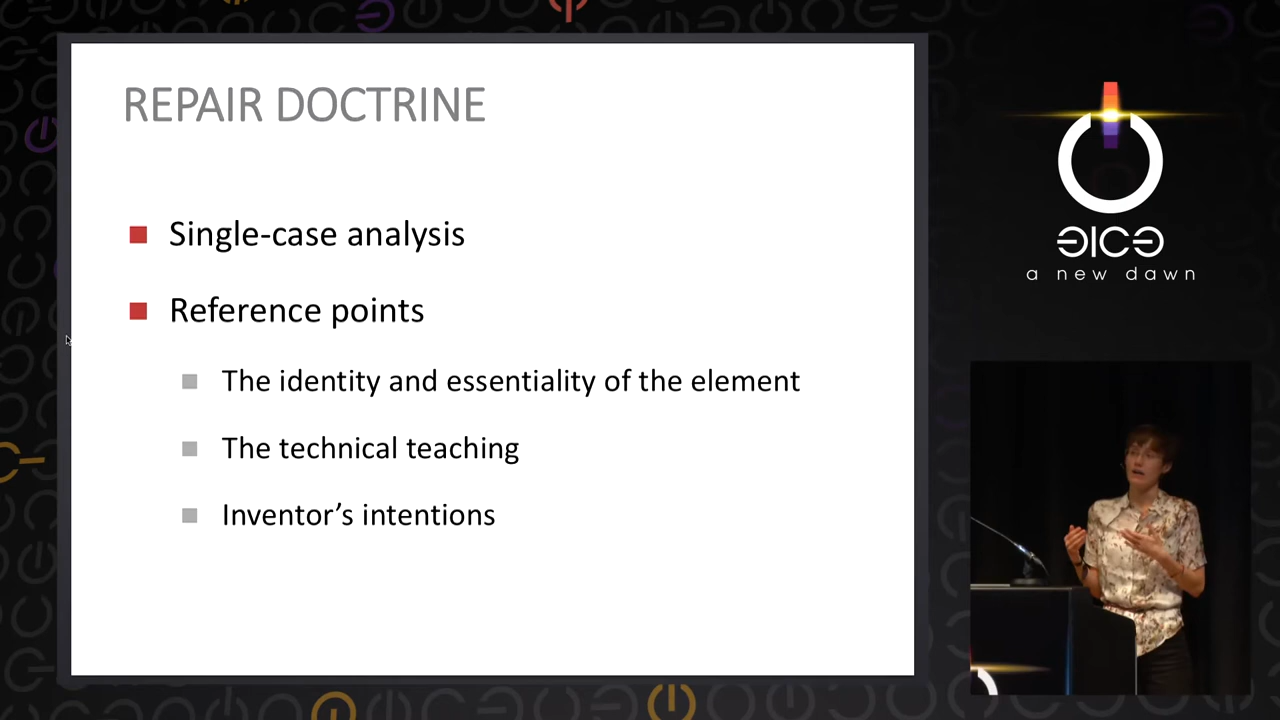 REPAIR DOCTRINE
Single-case analysis
Reference points
The identity and essentiality of the element
The technical teaching
Inventor's intentions
ӘICӘ
a new dawn